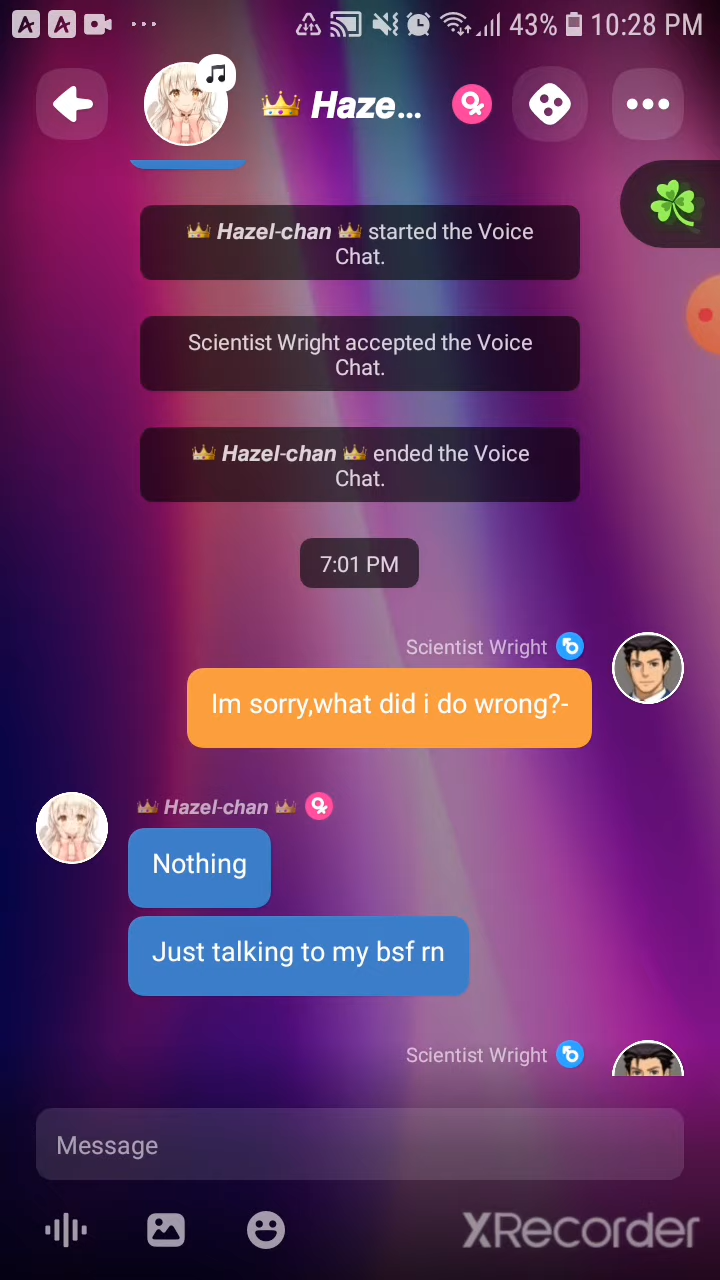 43% 10:28 PM
👑 Haze...
👑 Hazel-chan 👑 started the Voice
Chat.
Scientist Wright accepted the Voice
Chat.
👑 Hazel-chan 👑 ended the Voice
Chat.
7:01 PM
Scientist Wright
Im sorry,what did i do wrong?-
👑 Hazel-chan 👑
Nothing
Just talking to my bsf rn
Scientist Wright
Message
XRecorder